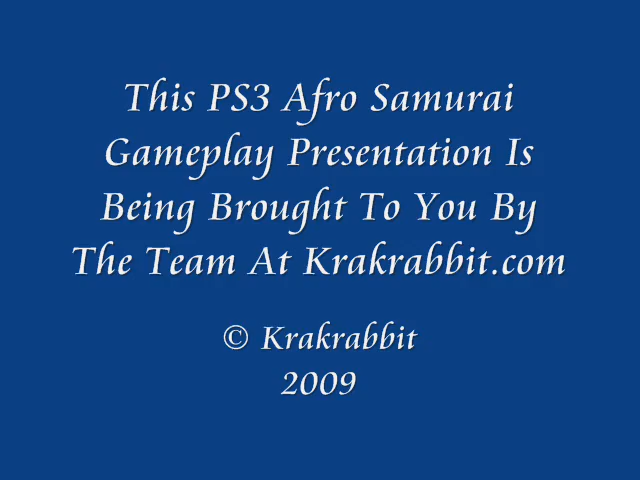 This PS3 Afro Samurai
Gameplay Presentation Is
Being Brought To You By
The Team At Krakrabbit.com
© Krakrabbit
2009